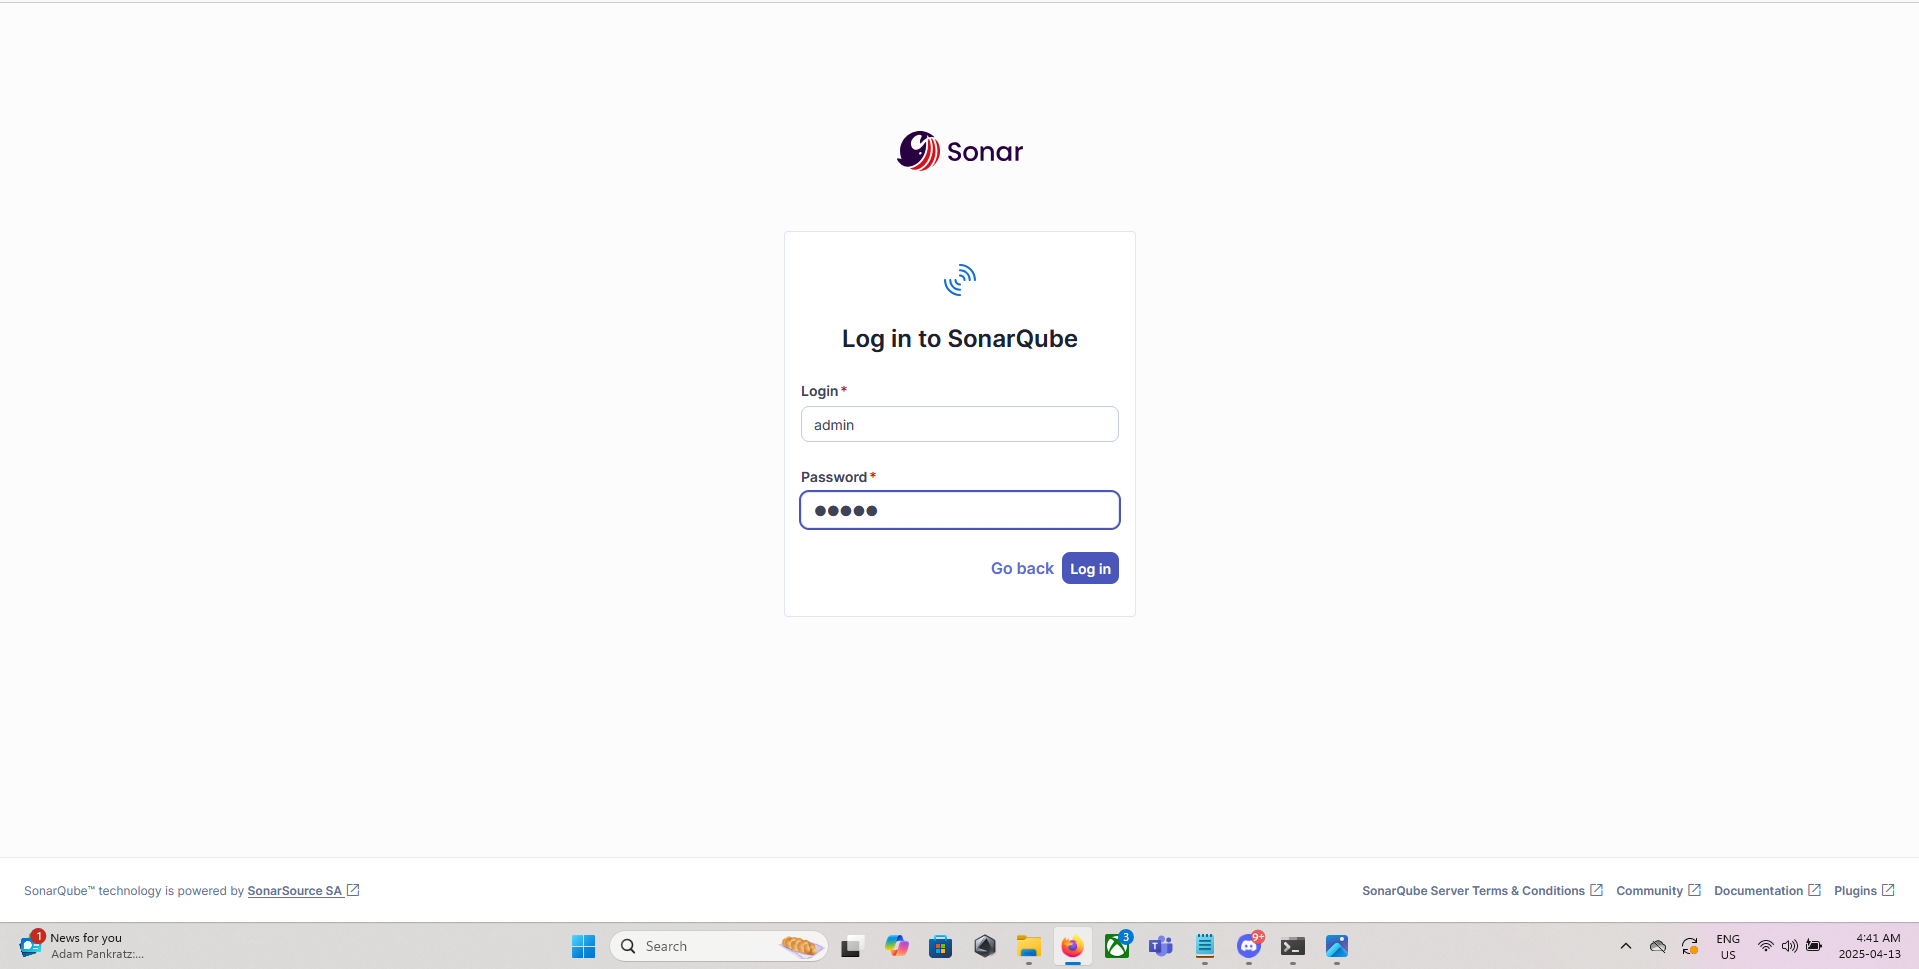 Sonar
Log in to SonarQube
Login*
admin
Password*
Go back Log in
SonarQube™ technology is powered by SonarSource SA
SonarQube Server Terms & Conditions Community Documentation Plugins
1 News for you
Adam Pankratz:...
Search
3
9+
ENG
US
4:41 AM
2025-04-13